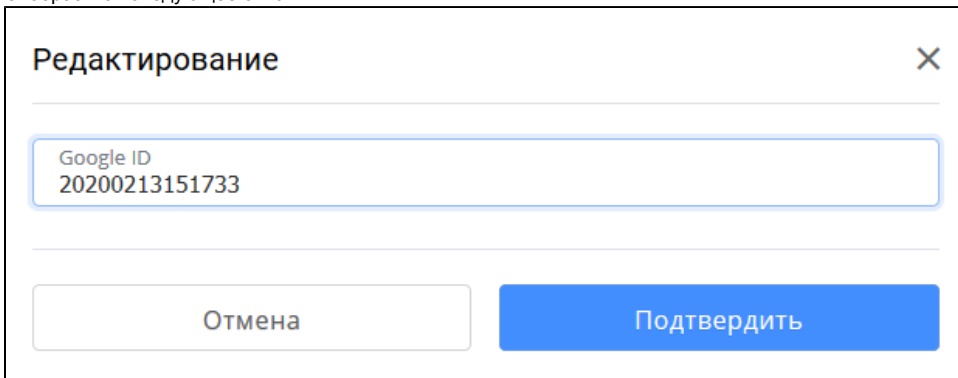 Редактирование
Google ID
20200213151733
Отмена
Подтвердить